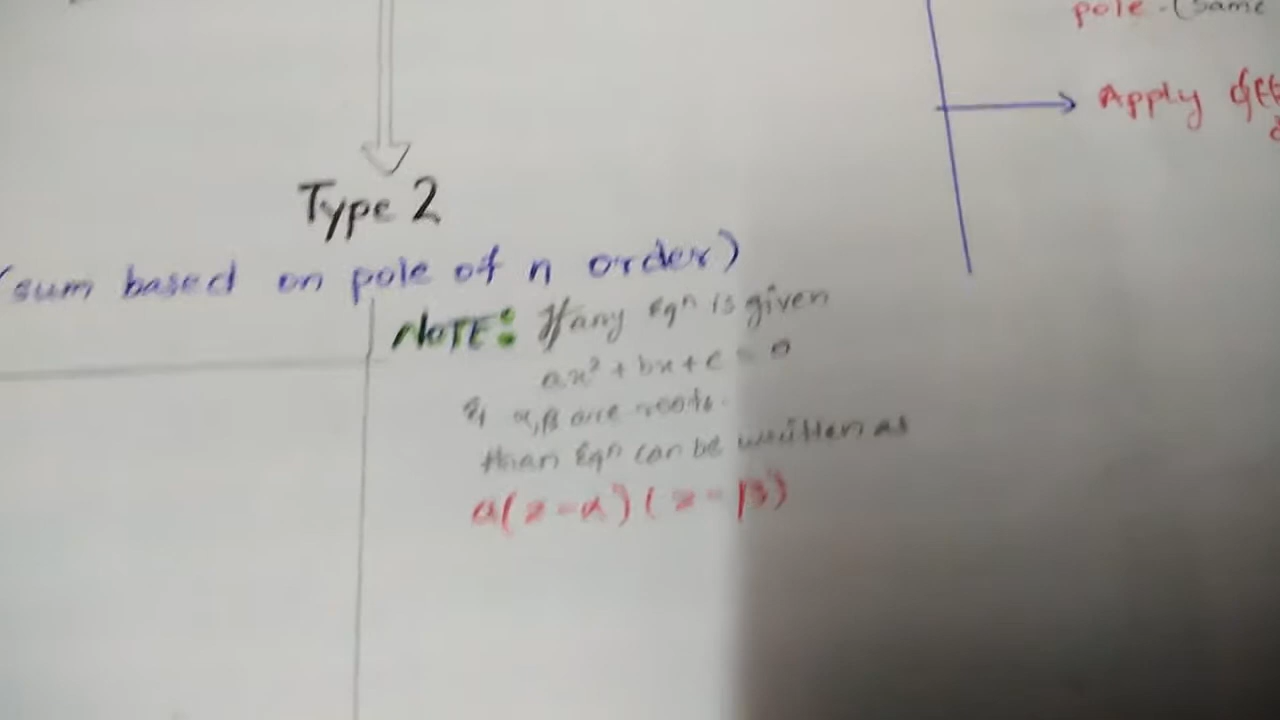 pole. (same
Apply
Type 2
(sum based on pole of n order)
NOTE: If any Eqn is given
ax² + bx + c = 0
α, β are roots.
than Eqn can be written as
a(z-α)(z-β)